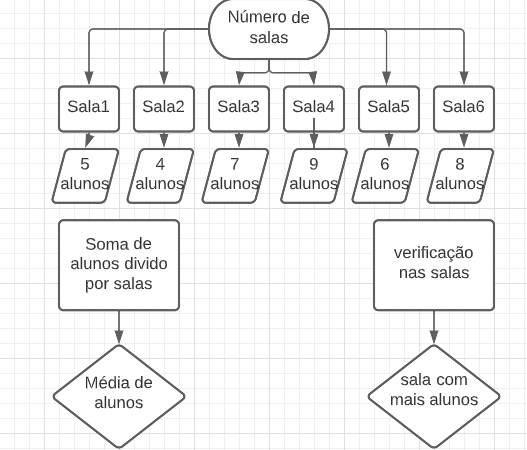 Número de
salas
Sala1
Sala2
Sala3
Sala4
Sala5
Sala6
5
alunos
4
alunos
7
alunos
9
alunos
6
alunos
8
alunos
Soma de
alunos divido
por salas
verificação
nas salas
Média de
alunos
sala com
mais alunos